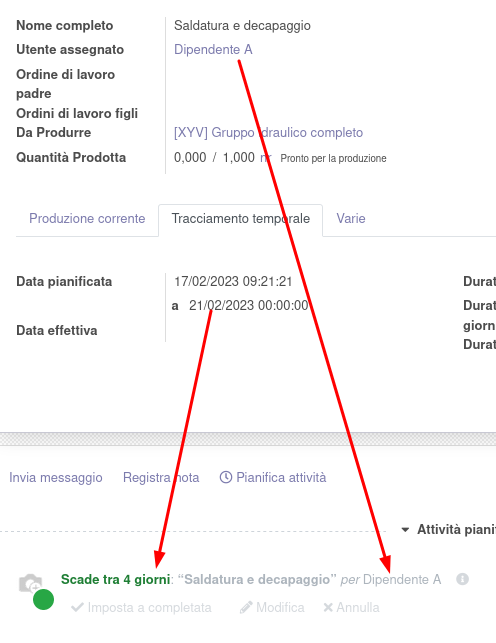 Nome completo Saldatura e decapaggio
Utente assegnato Dipendente A
Ordine di lavoro
padre
Ordini di lavoro figli
Da Produrre [XYV] Gruppo idraulico completo
Quantità Prodotta 0,000 / 1,000 nr Pronto per la produzione
Produzione corrente Tracciamento temporale Varie
Data pianificata 17/02/2023 09:21:21 Durat
a 21/02/2023 00:00:00 Durat
giorn
Data effettiva
Durat
Invia messaggio Registra nota Pianifica attività
Attività pianif
Scade tra 4 giorni: “Saldatura e decapaggio” per Dipendente A
Imposta a completata Modifica Annulla